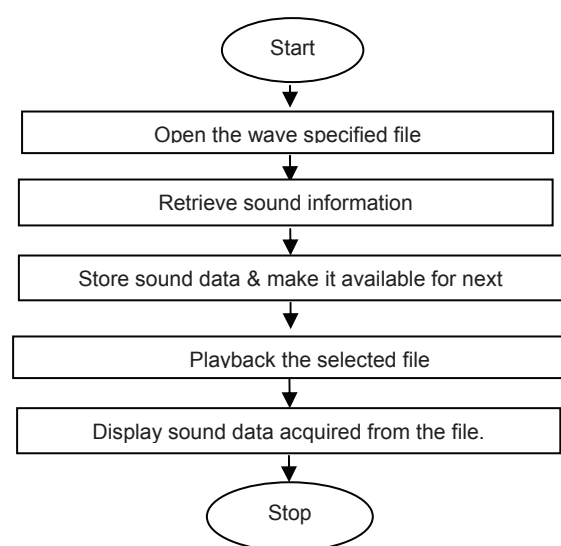 Start
Open the wave specified file
Retrieve sound information
Store sound data & make it available for next
Playback the selected file
Display sound data acquired from the file.
Stop